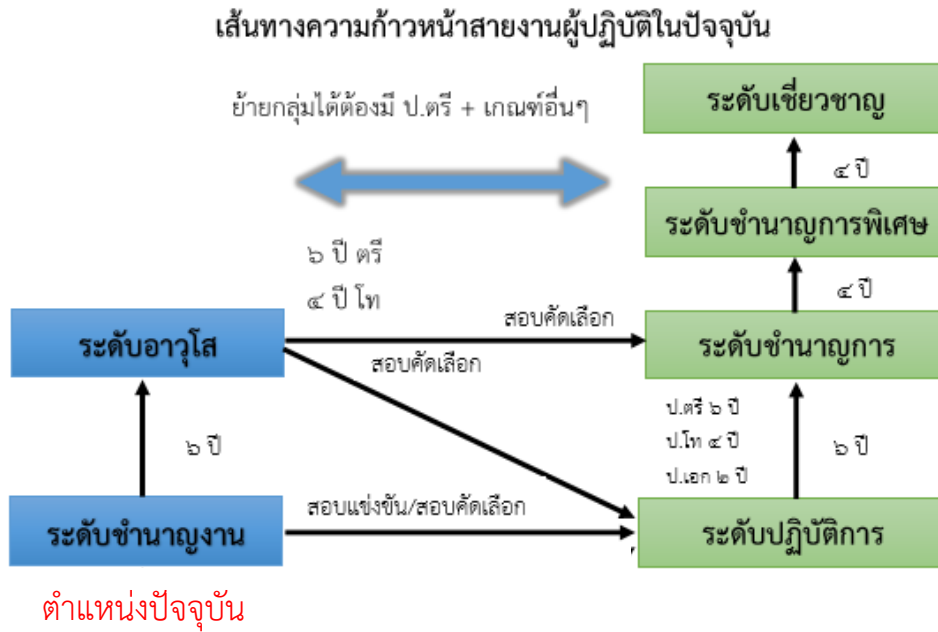 เส้นทางความก้าวหน้าสายงานผู้ปฏิบัติในปัจจุบัน
ย้ายกลุ่มได้ต้องมี ป.ตรี + เกณฑ์อื่นๆ
ระดับเชี่ยวชาญ
๔ ปี
ระดับชำนาญการพิเศษ
๔ ปี
๖ ปี ตรี
๔ ปี โท
สอบคัดเลือก
ระดับอาวุโส
ระดับชำนาญการ
สอบคัดเลือก
๖ ปี
ป.ตรี ๖ ปี
ป.โท ๔ ปี
ป.เอก ๒ ปี
๖ ปี
สอบแข่งขัน/สอบคัดเลือก
ระดับชำนาญงาน
ระดับปฏิบัติการ
ตำแหน่งปัจจุบัน